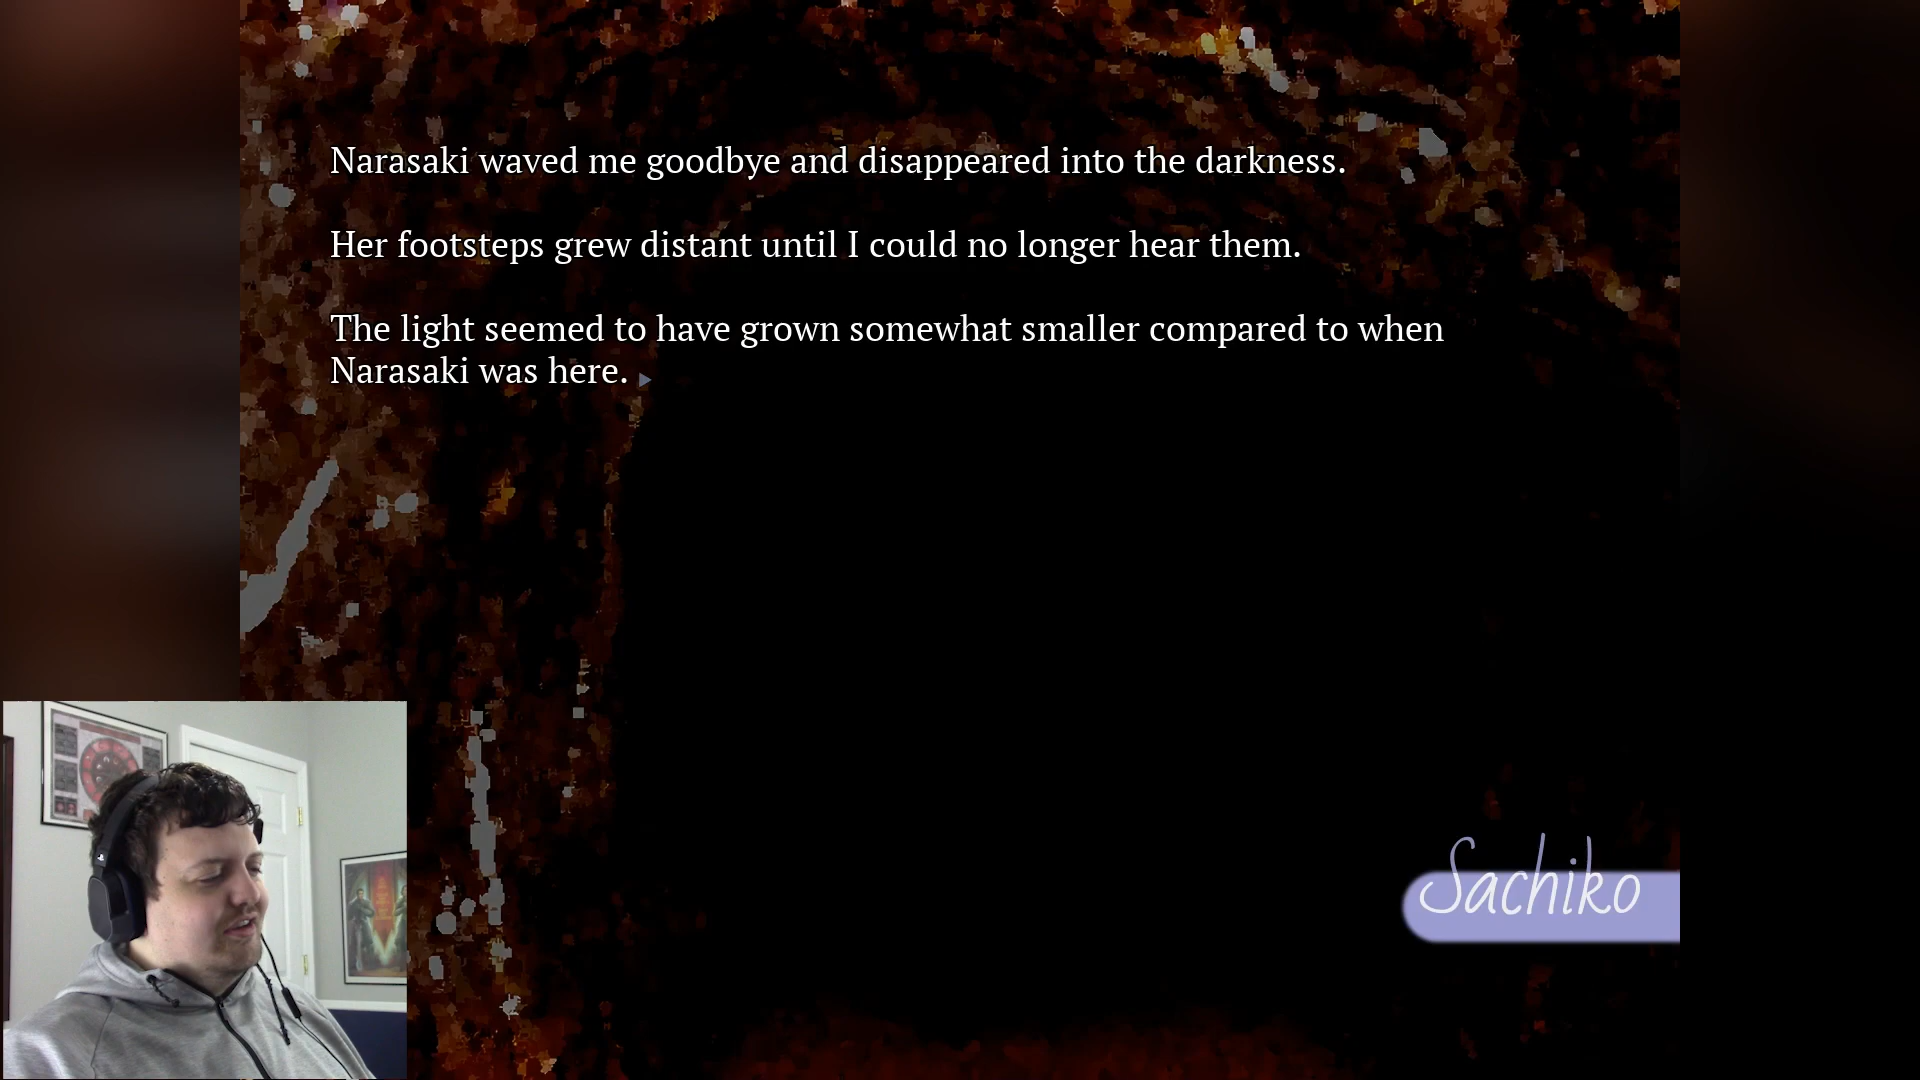 Narasaki waved me goodbye and disappeared into the darkness.
Her footsteps grew distant until I could no longer hear them.
The light seemed to have grown somewhat smaller compared to when
Narasaki was here.
Sachiko